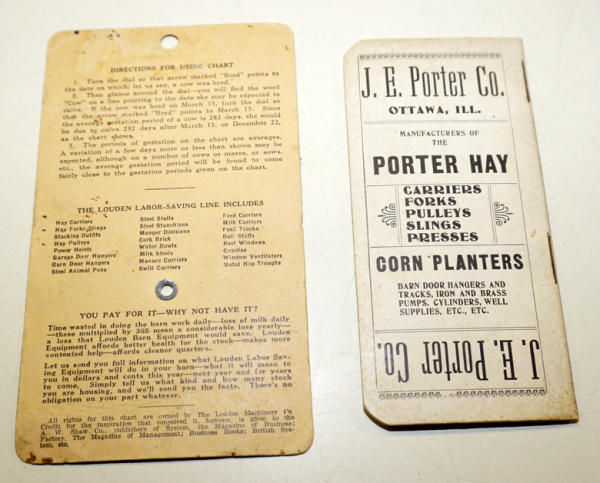 DIRECTIONS FOR USING CHART
1. Turn the dial so that arrow marked "Bred" points to
the date on which, let us say, a cow was bred.
2. Then glance around the dial—you will find the word
"Cow" on a line pointing to the date she may be expected to
calve. If the cow was bred on March 15, turn the dial so
that the arrow marked "Bred" points to March 15. Since
the average gestation period of a cow is 282 days, she would
be due to calve 282 days after March 15, or December 22,
as the chart shows.
3. The periods of gestation on the chart are averages.
A variation of a few days more or less than shown may be
expected, although on a number of cows or mares, or sows,
etc., the average gestation period will be found to come
fairly close to the gestation periods given on the chart.
THE LOUDEN LABOR-SAVING LINE INCLUDES
Hay Carriers
Hay Forks-Slings
Stacking Outfits
Hay Pulleys
Power Hoists
Garage Door Hangers
Barn Door Hangers
Steel Animal Pens
Steel Stalls
Steel Stanchions
Manger Divisions
Cork Brick
Water Bowls
Milk Stools
Manure Carriers
Swill Carriers
Feed Carriers
Milk Carriers
Feed Trucks
Bull Staffs
Roof Windows
Cupolas
Window Ventilators
Metal Hog Troughs
YOU PAY FOR IT—WHY NOT HAVE IT?
Time wasted in doing the barn work daily—loss of milk daily
—these multiplied by 365 mean a considerable loss yearly—
a loss that Louden Barn Equipment would save. Louden
Equipment affords better health for the stock—makes more
contented help—affords cleaner quarters.
Let us send you full information on what Louden Labor Sav-
ing Equipment will do in your barn—what it will mean to
you in dollars and cents this year—next year and for years
to come. Simply tell us what kind and how many stock
you are housing, and we'll send you the facts. There's no
obligation on your part whatever.
All rights for this chart are owned by The Louden Machinery Co.
Credit for the inspiration that conceived it, however, is given to the
A. W. Shaw Co., publishers of System, the Magazine of Business;
Factory, The Magazine of Management; Business Books; British Sys-
tem, etc.
J. E. Porter Co.
OTTAWA, ILL.
MANUFACTURERS OF
THE
PORTER HAY
CARRIERS
FORKS
PULLEYS
SLINGS
PRESSES
CORN PLANTERS
BARN DOOR HANGERS AND
TRACKS, IRON AND BRASS
PUMPS, CYLINDERS, WELL
SUPPLIES, ETC., ETC.
J. E. Porter Co.